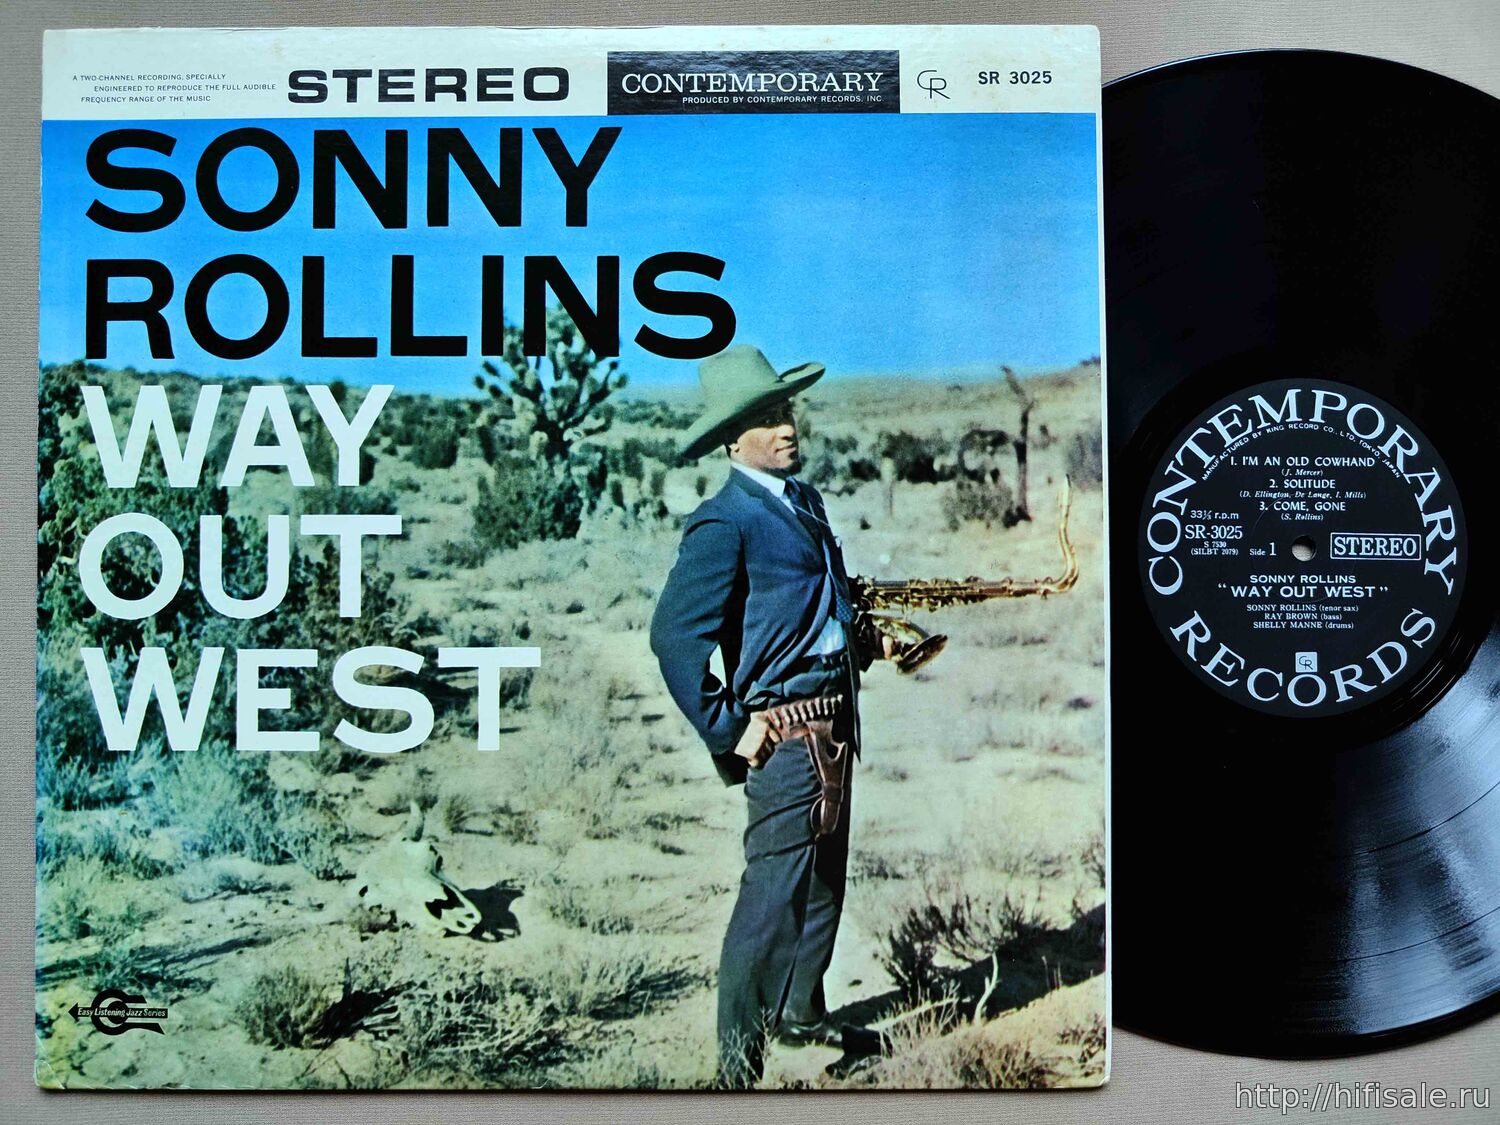 A TWO-CHANNEL RECORDING, SPECIALLY
ENGINEERED TO REPRODUCE THE FULL AUDIBLE
FREQUENCY RANGE OF THE MUSIC
STEREO
CONTEMPORARY
PRODUCED BY CONTEMPORARY RECORDS, INC.
CR
SR 3025
SONNY
ROLLINS
WAY
OUT
WEST
Easy Listening Jazz Series
CONTEMPORARY
MANUFACTURED BY KING RECORD CO., LTD. TOKYO, JAPAN
1. I'M AN OLD COWHAND
(J. Mercer)
2. SOLITUDE
(D. Ellington, De Lange, I. Mills)
3. COME, GONE
(S. Rollins)
33⅓ r.p.m
SR-3025
S 7530
(SILBT 2079)
Side 1
STEREO
SONNY ROLLINS
"WAY OUT WEST"
SONNY ROLLINS (tenor sax)
RAY BROWN (bass)
SHELLY MANNE (drums)
CR
RECORDS
http://hifisale.ru